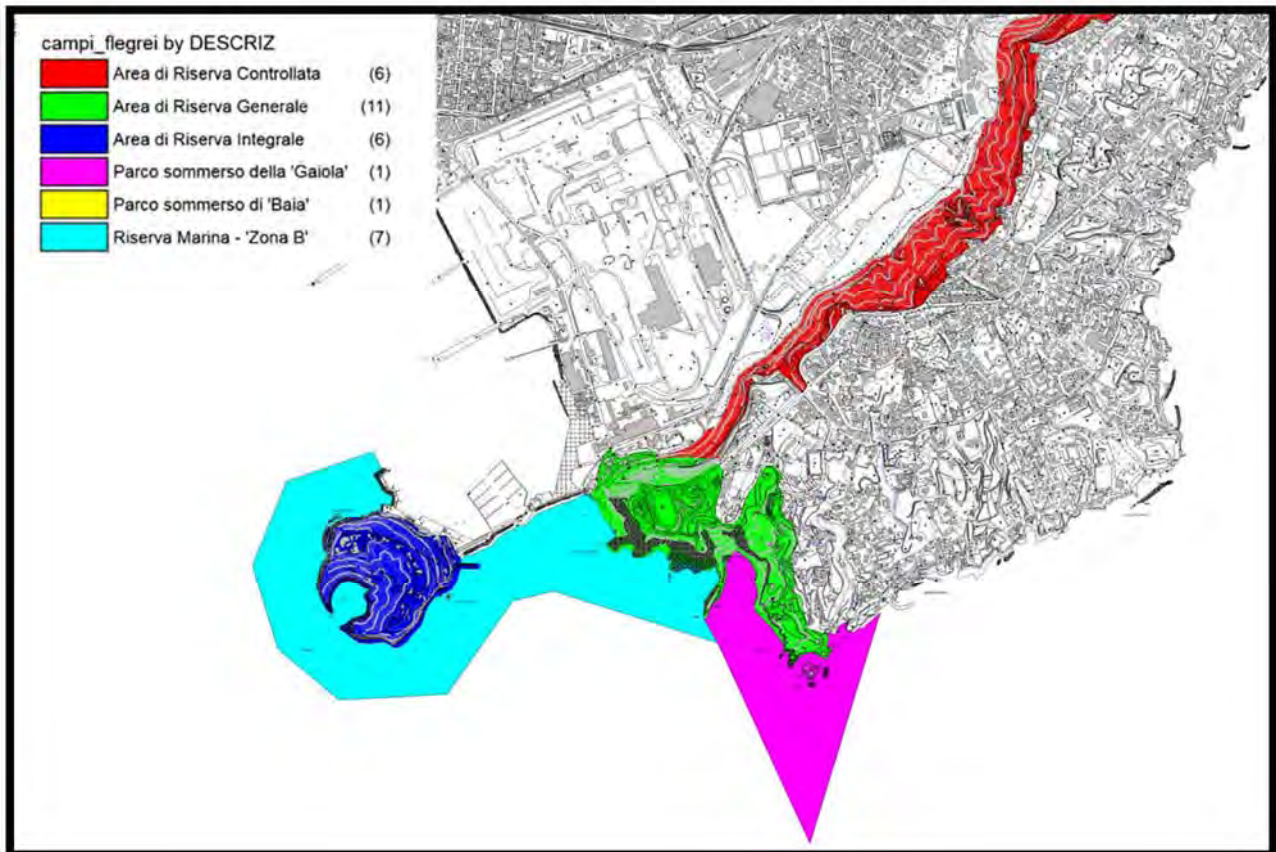 campi_flegrei by DESCRIZ
Area di Riserva Controllata (6)
Area di Riserva Generale (11)
Area di Riserva Integrale (6)
Parco sommerso della 'Gaiola' (1)
Parco sommerso di 'Baia' (1)
Riserva Marina - 'Zona B' (7)